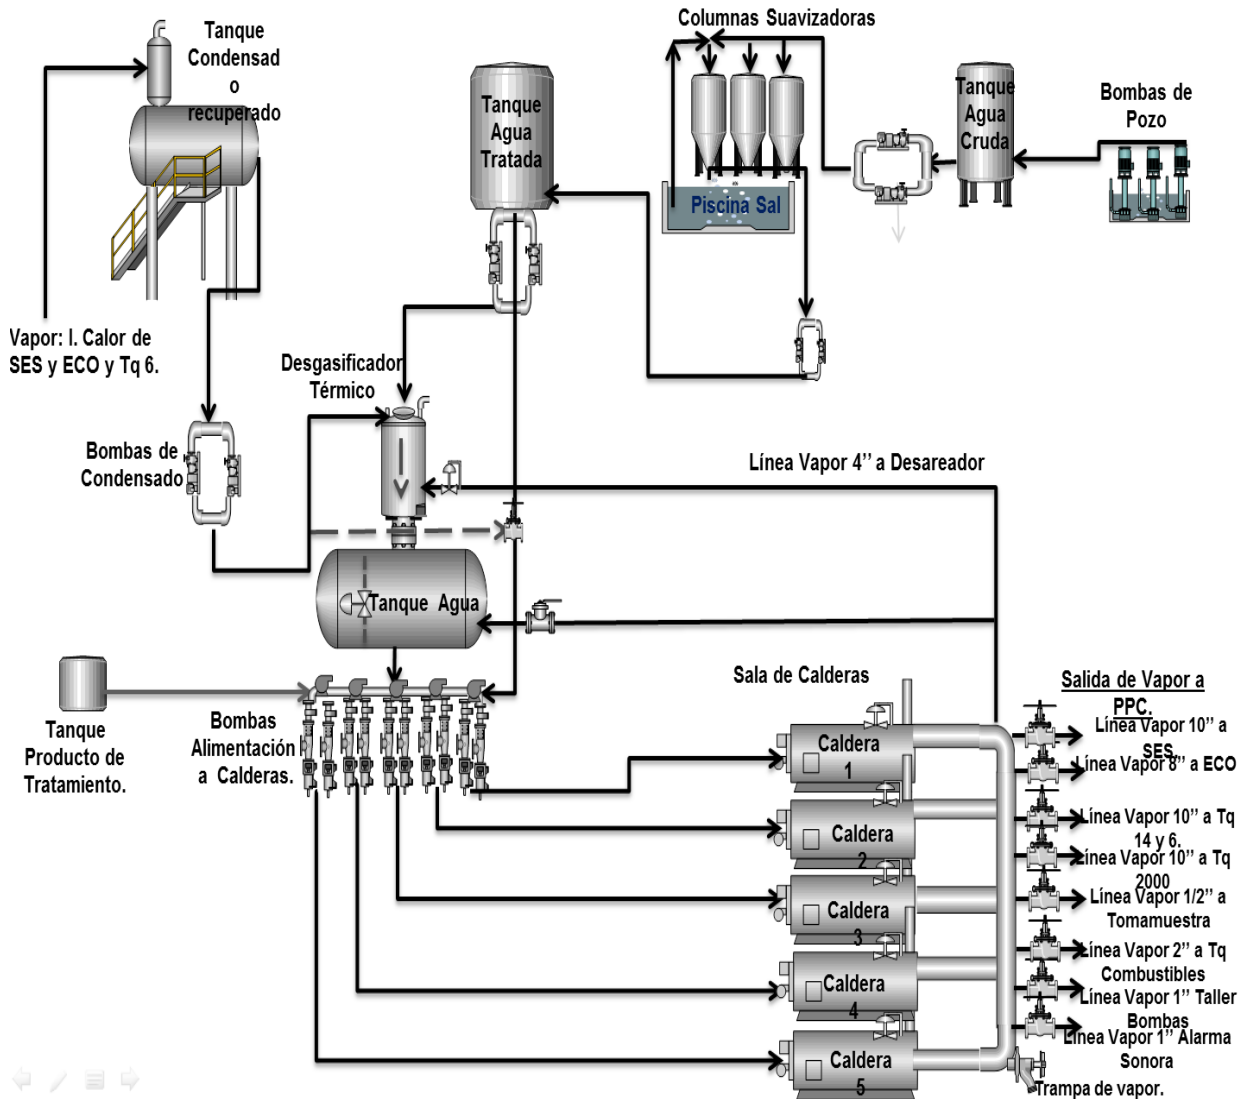 Columnas Suavizadoras
Tanque
Condensad
o
recuperado
Tanque
Agua
Tratada
Tanque
Agua
Cruda
Bombas de
Pozo
Piscina Sal
Vapor: I. Calor de
SES y ECO y Tq 6.
Desgasificador
Térmico
Bombas de
Condensado
Línea Vapor 4’’ a Desareador
Tanque Agua
Sala de Calderas
Tanque
Producto de
Tratamiento.
Bombas
Alimentación
a Calderas.
Caldera
1
Caldera
2
Caldera
3
Caldera
4
Caldera
5
Salida de Vapor a
PPC.
Línea Vapor 10’’ a
SES.
Línea Vapor 8’’ a ECO
Línea Vapor 10’’ a Tq
14 y 6.
Línea Vapor 10’’ a Tq
2000
Línea Vapor 1/2’’ a
Tomamuestra
Línea Vapor 2’’ a Tq
Combustibles
Línea Vapor 1’’ Taller
Bombas
Línea Vapor 1’’ Alarma
Sonora
Trampa de vapor.